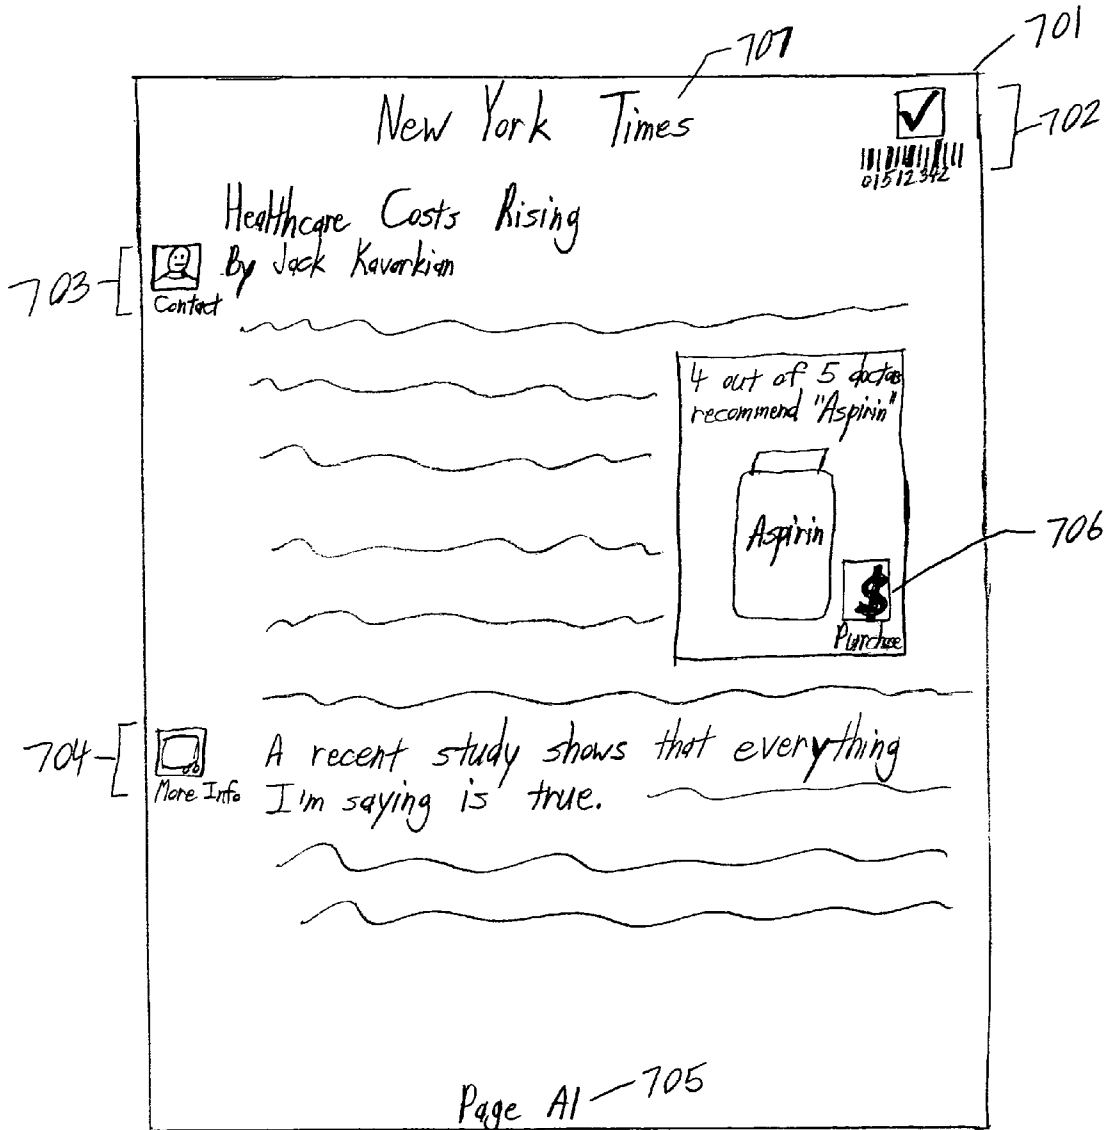 707
701
New York Times
702
01512342
Healthcare Costs Rising
703
By Jack Kavorkian
Contact
4 out of 5 doctors
recommend "Aspirin"
Aspirin
706
$
Purchase
704
A recent study shows that everything
More Info
I'm saying is true.
Page A1
705